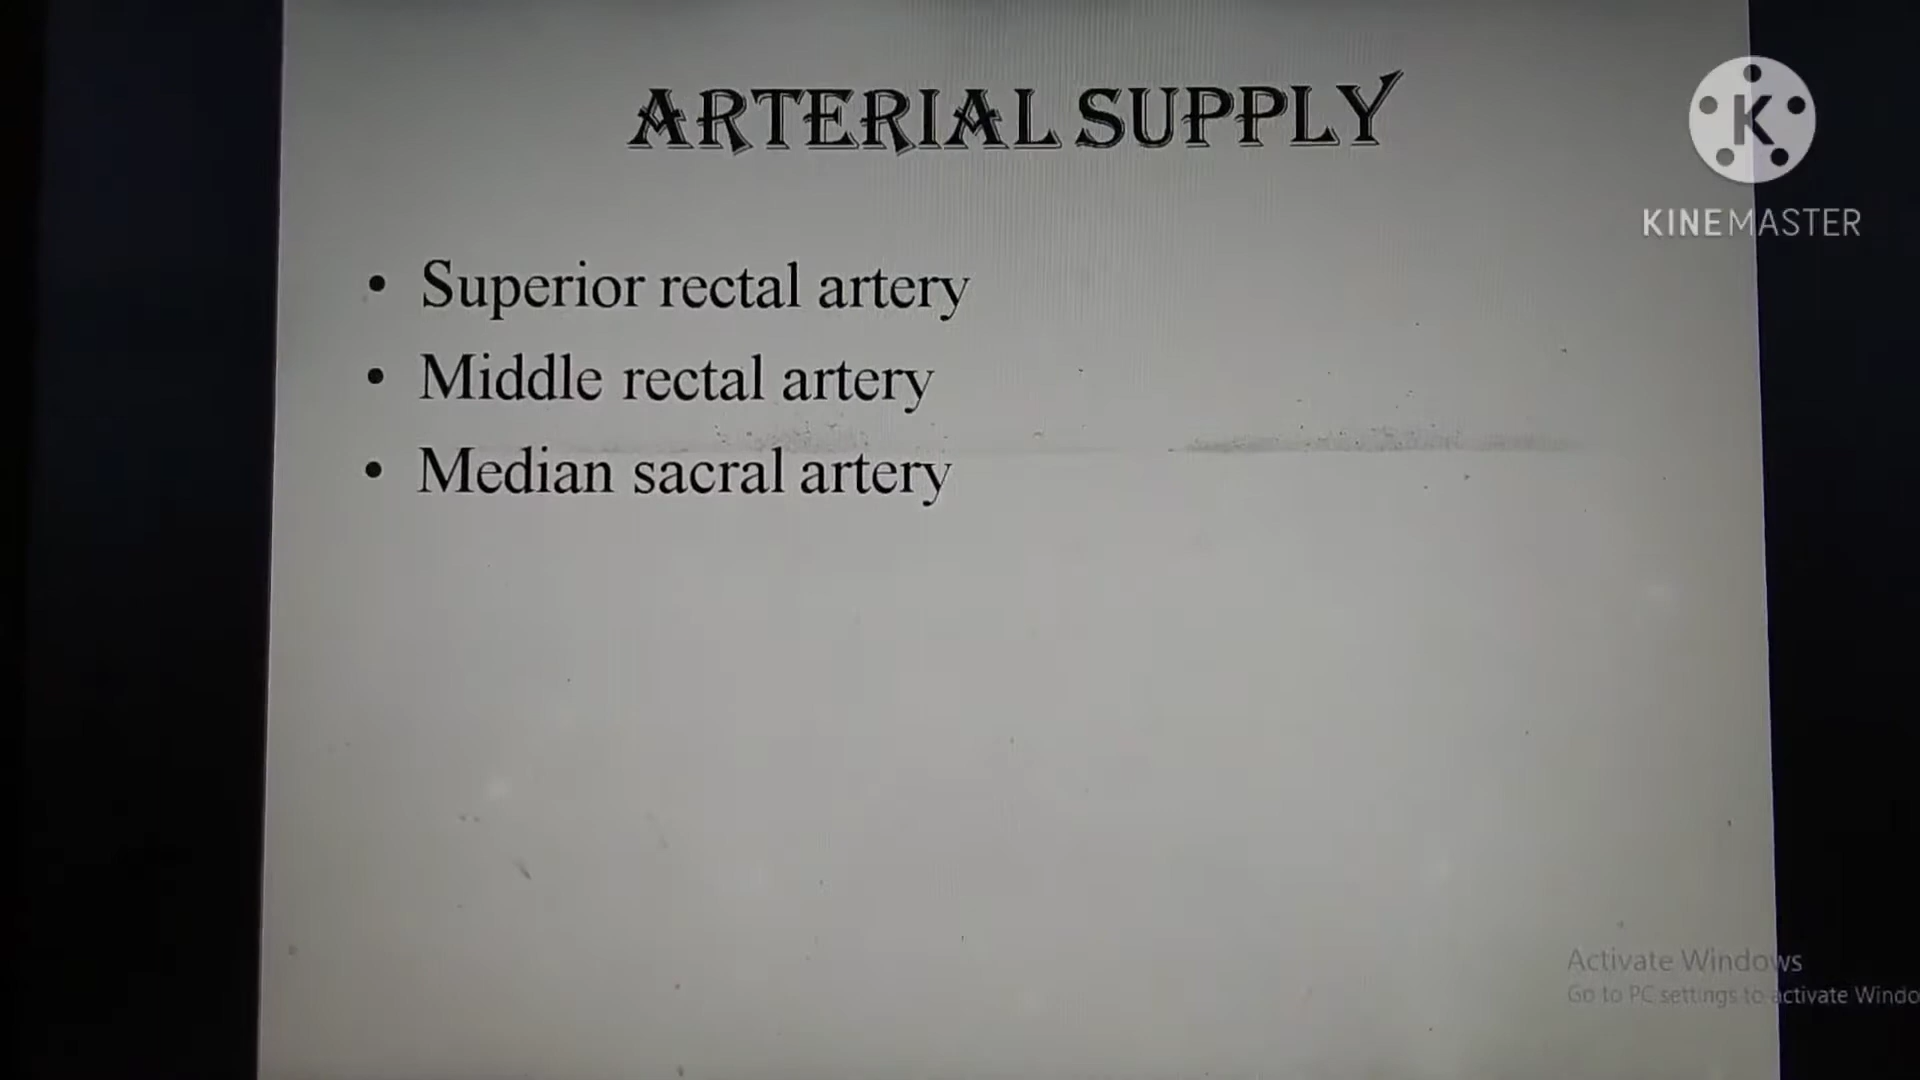 ARTERIAL SUPPLY
K
KINEMASTER
• Superior rectal artery
• Middle rectal artery
• Median sacral artery
Activate Windows
Go to PC settings to activate Windo